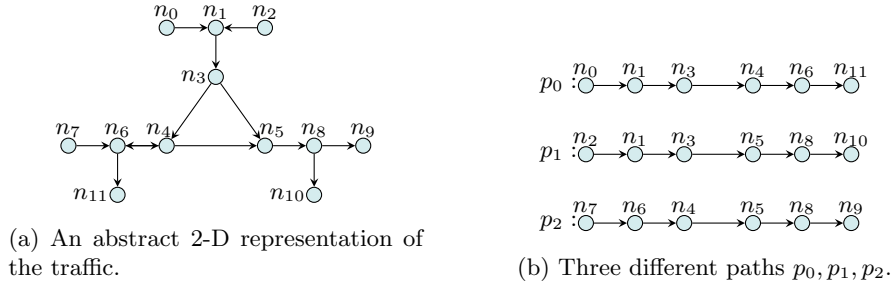 n₀ n₁ n₂
n₃
n₇ n₆ n₄ n₅ n₈ n₉
n₁₁ n₁₀
(a) An abstract 2-D representation of
the traffic.
p₀ : n₀ n₁ n₃ n₄ n₆ n₁₁
p₁ : n₂ n₁ n₃ n₅ n₈ n₁₀
p₂ : n₇ n₆ n₄ n₅ n₈ n₉
(b) Three different paths p₀, p₁, p₂.